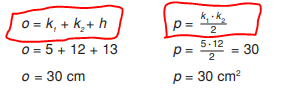 o = k₁ + k₂ + h
o = 5 + 12 + 13
o = 30 cm
p = k₁ · k₂ / 2
p = 5 · 12 / 2 = 30
p = 30 cm²